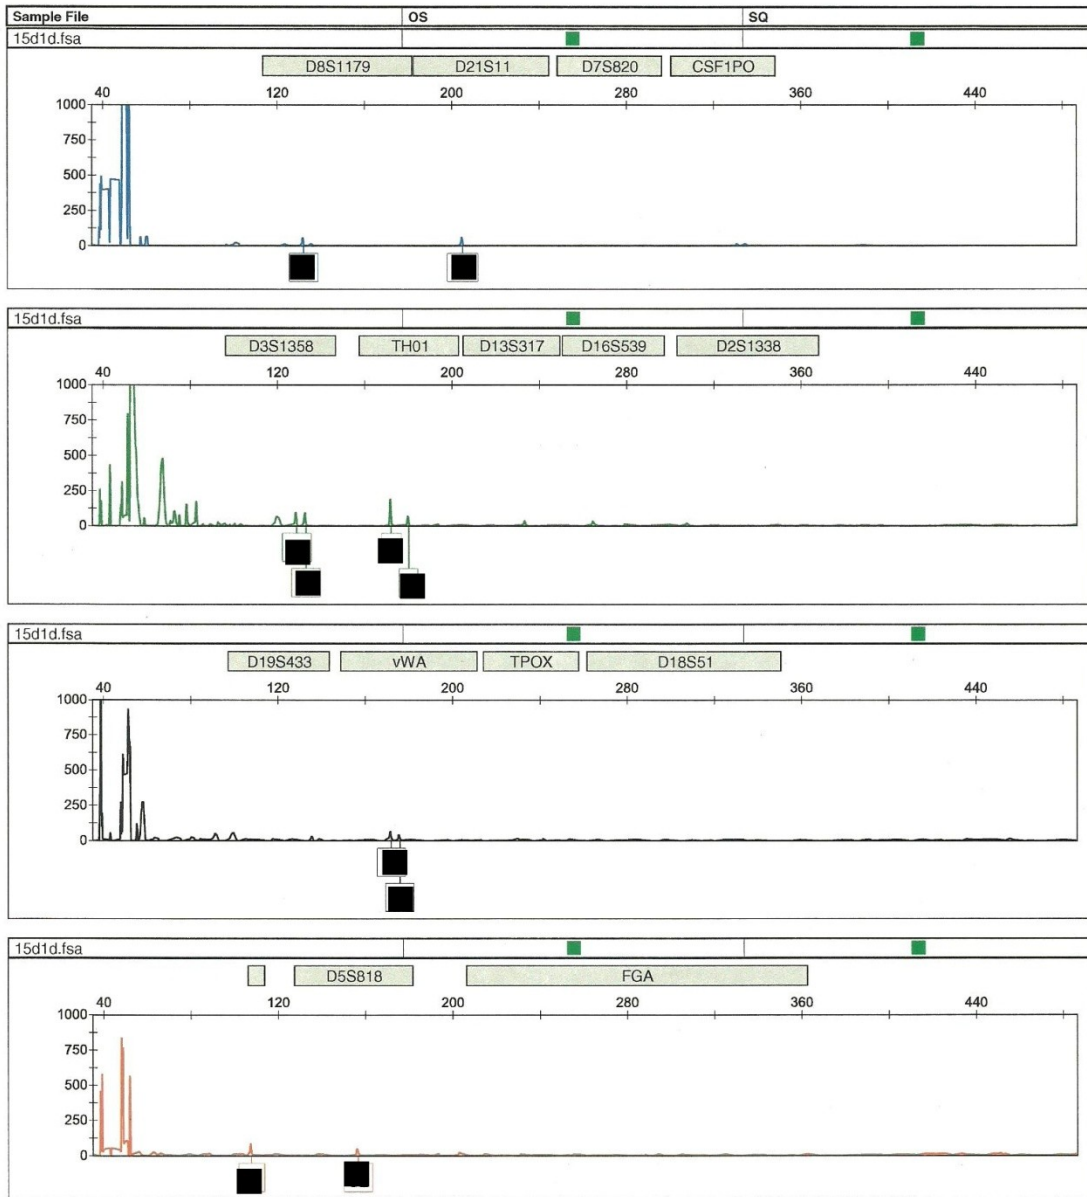 Sample File OS SQ
15d1d.fsa
D8S1179 D21S11 D7S820 CSF1PO
40 120 200 280 360 440
1000
750
500
250
0
15d1d.fsa
D3S1358 TH01 D13S317 D16S539 D2S1338
40 120 200 280 360 440
1000
750
500
250
0
15d1d.fsa
D19S433 vWA TPOX D18S51
40 120 200 280 360 440
1000
750
500
250
0
15d1d.fsa
D5S818 FGA
40 120 200 280 360 440
1000
750
500
250
0